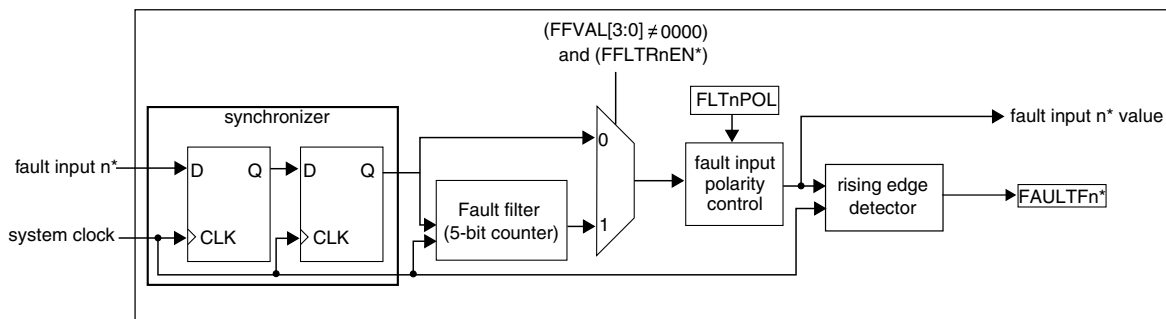 (FFVAL[3:0] ≠ 0000)
and (FFLTRnEN*)
synchronizer
FLTnPOL
fault input n* value
fault input n*
D Q
D Q
0
fault input
polarity
control
rising edge
detector
FAULTFn*
Fault filter
(5-bit counter)
1
system clock
CLK
CLK